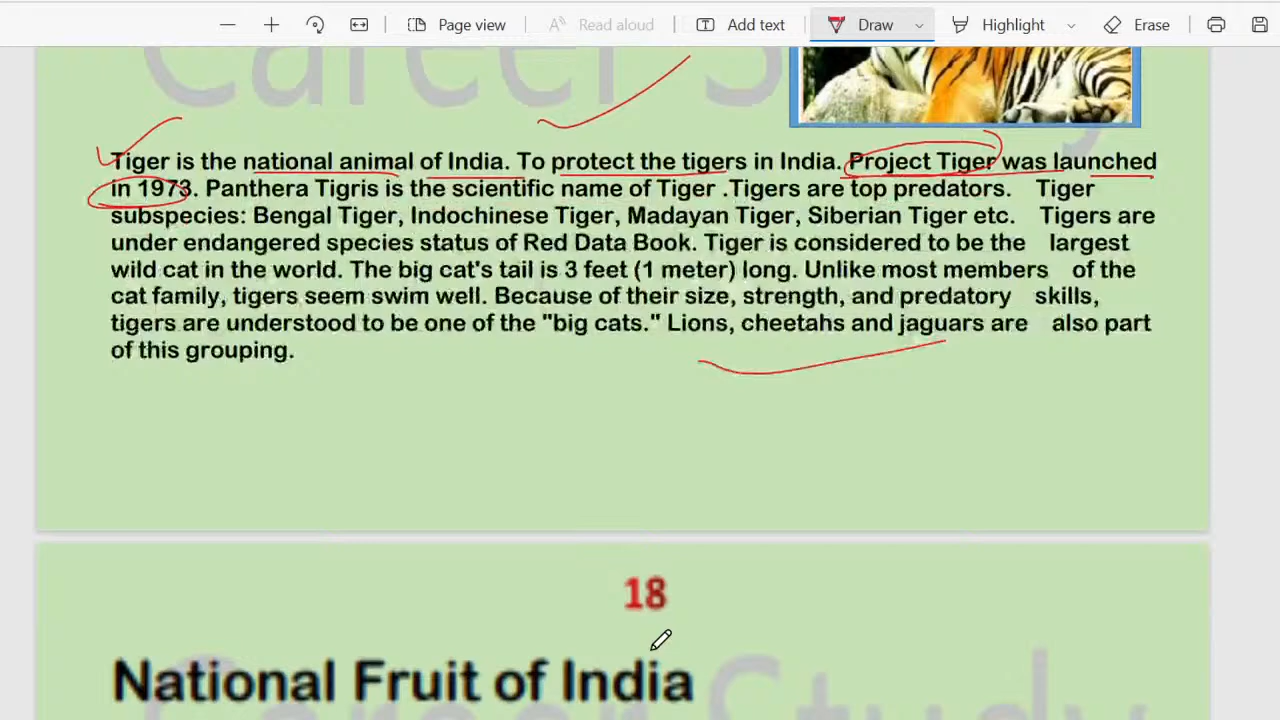 Page view Read aloud Add text Draw Highlight Erase
Career S
Tiger is the national animal of India. To protect the tigers in India. Project Tiger was launched
in 1973. Panthera Tigris is the scientific name of Tiger .Tigers are top predators. Tiger
subspecies: Bengal Tiger, Indochinese Tiger, Madayan Tiger, Siberian Tiger etc. Tigers are
under endangered species status of Red Data Book. Tiger is considered to be the largest
wild cat in the world. The big cat's tail is 3 feet (1 meter) long. Unlike most members of the
cat family, tigers seem swim well. Because of their size, strength, and predatory skills,
tigers are understood to be one of the "big cats." Lions, cheetahs and jaguars are also part
of this grouping.
18
National Fruit of India
Career Study